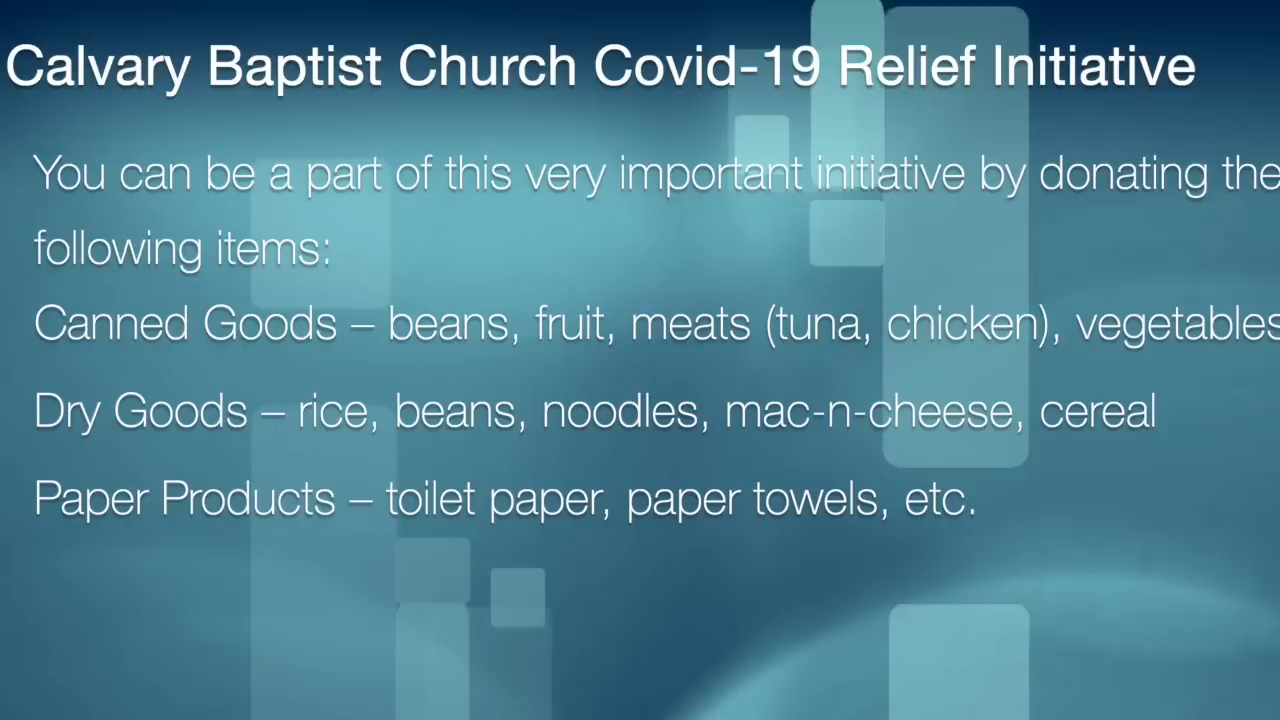 Calvary Baptist Church Covid-19 Relief Initiative
You can be a part of this very important initiative by donating the
following items:
Canned Goods – beans, fruit, meats (tuna, chicken), vegetables
Dry Goods – rice, beans, noodles, mac-n-cheese, cereal
Paper Products – toilet paper, paper towels, etc.